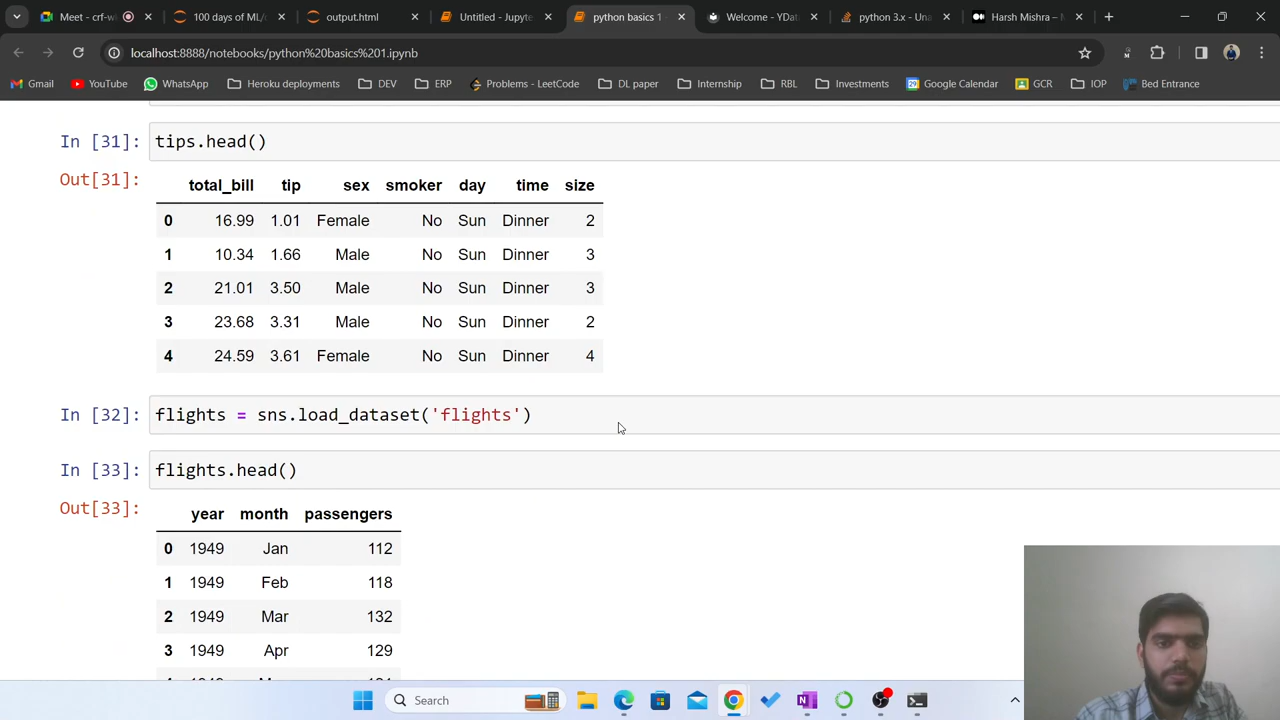 Meet - crf-w
100 days of ML/
output.html
Untitled - Jupyte
python basics 1
Welcome - YDat
python 3.x - Una
Harsh Mishra –
localhost:8888/notebooks/python%20basics%201.ipynb
Gmail
YouTube
WhatsApp
Heroku deployments
DEV
ERP
Problems - LeetCode
DL paper
Internship
RBL
Investments
Google Calendar
GCR
IOP
Bed Entrance
In [31]: tips.head()
Out[31]:
total_bill tip sex smoker day time size
0 16.99 1.01 Female No Sun Dinner 2
1 10.34 1.66 Male No Sun Dinner 3
2 21.01 3.50 Male No Sun Dinner 3
3 23.68 3.31 Male No Sun Dinner 2
4 24.59 3.61 Female No Sun Dinner 4
In [32]: flights = sns.load_dataset('flights')
In [33]: flights.head()
Out[33]:
year month passengers
0 1949 Jan 112
1 1949 Feb 118
2 1949 Mar 132
3 1949 Apr 129
Search